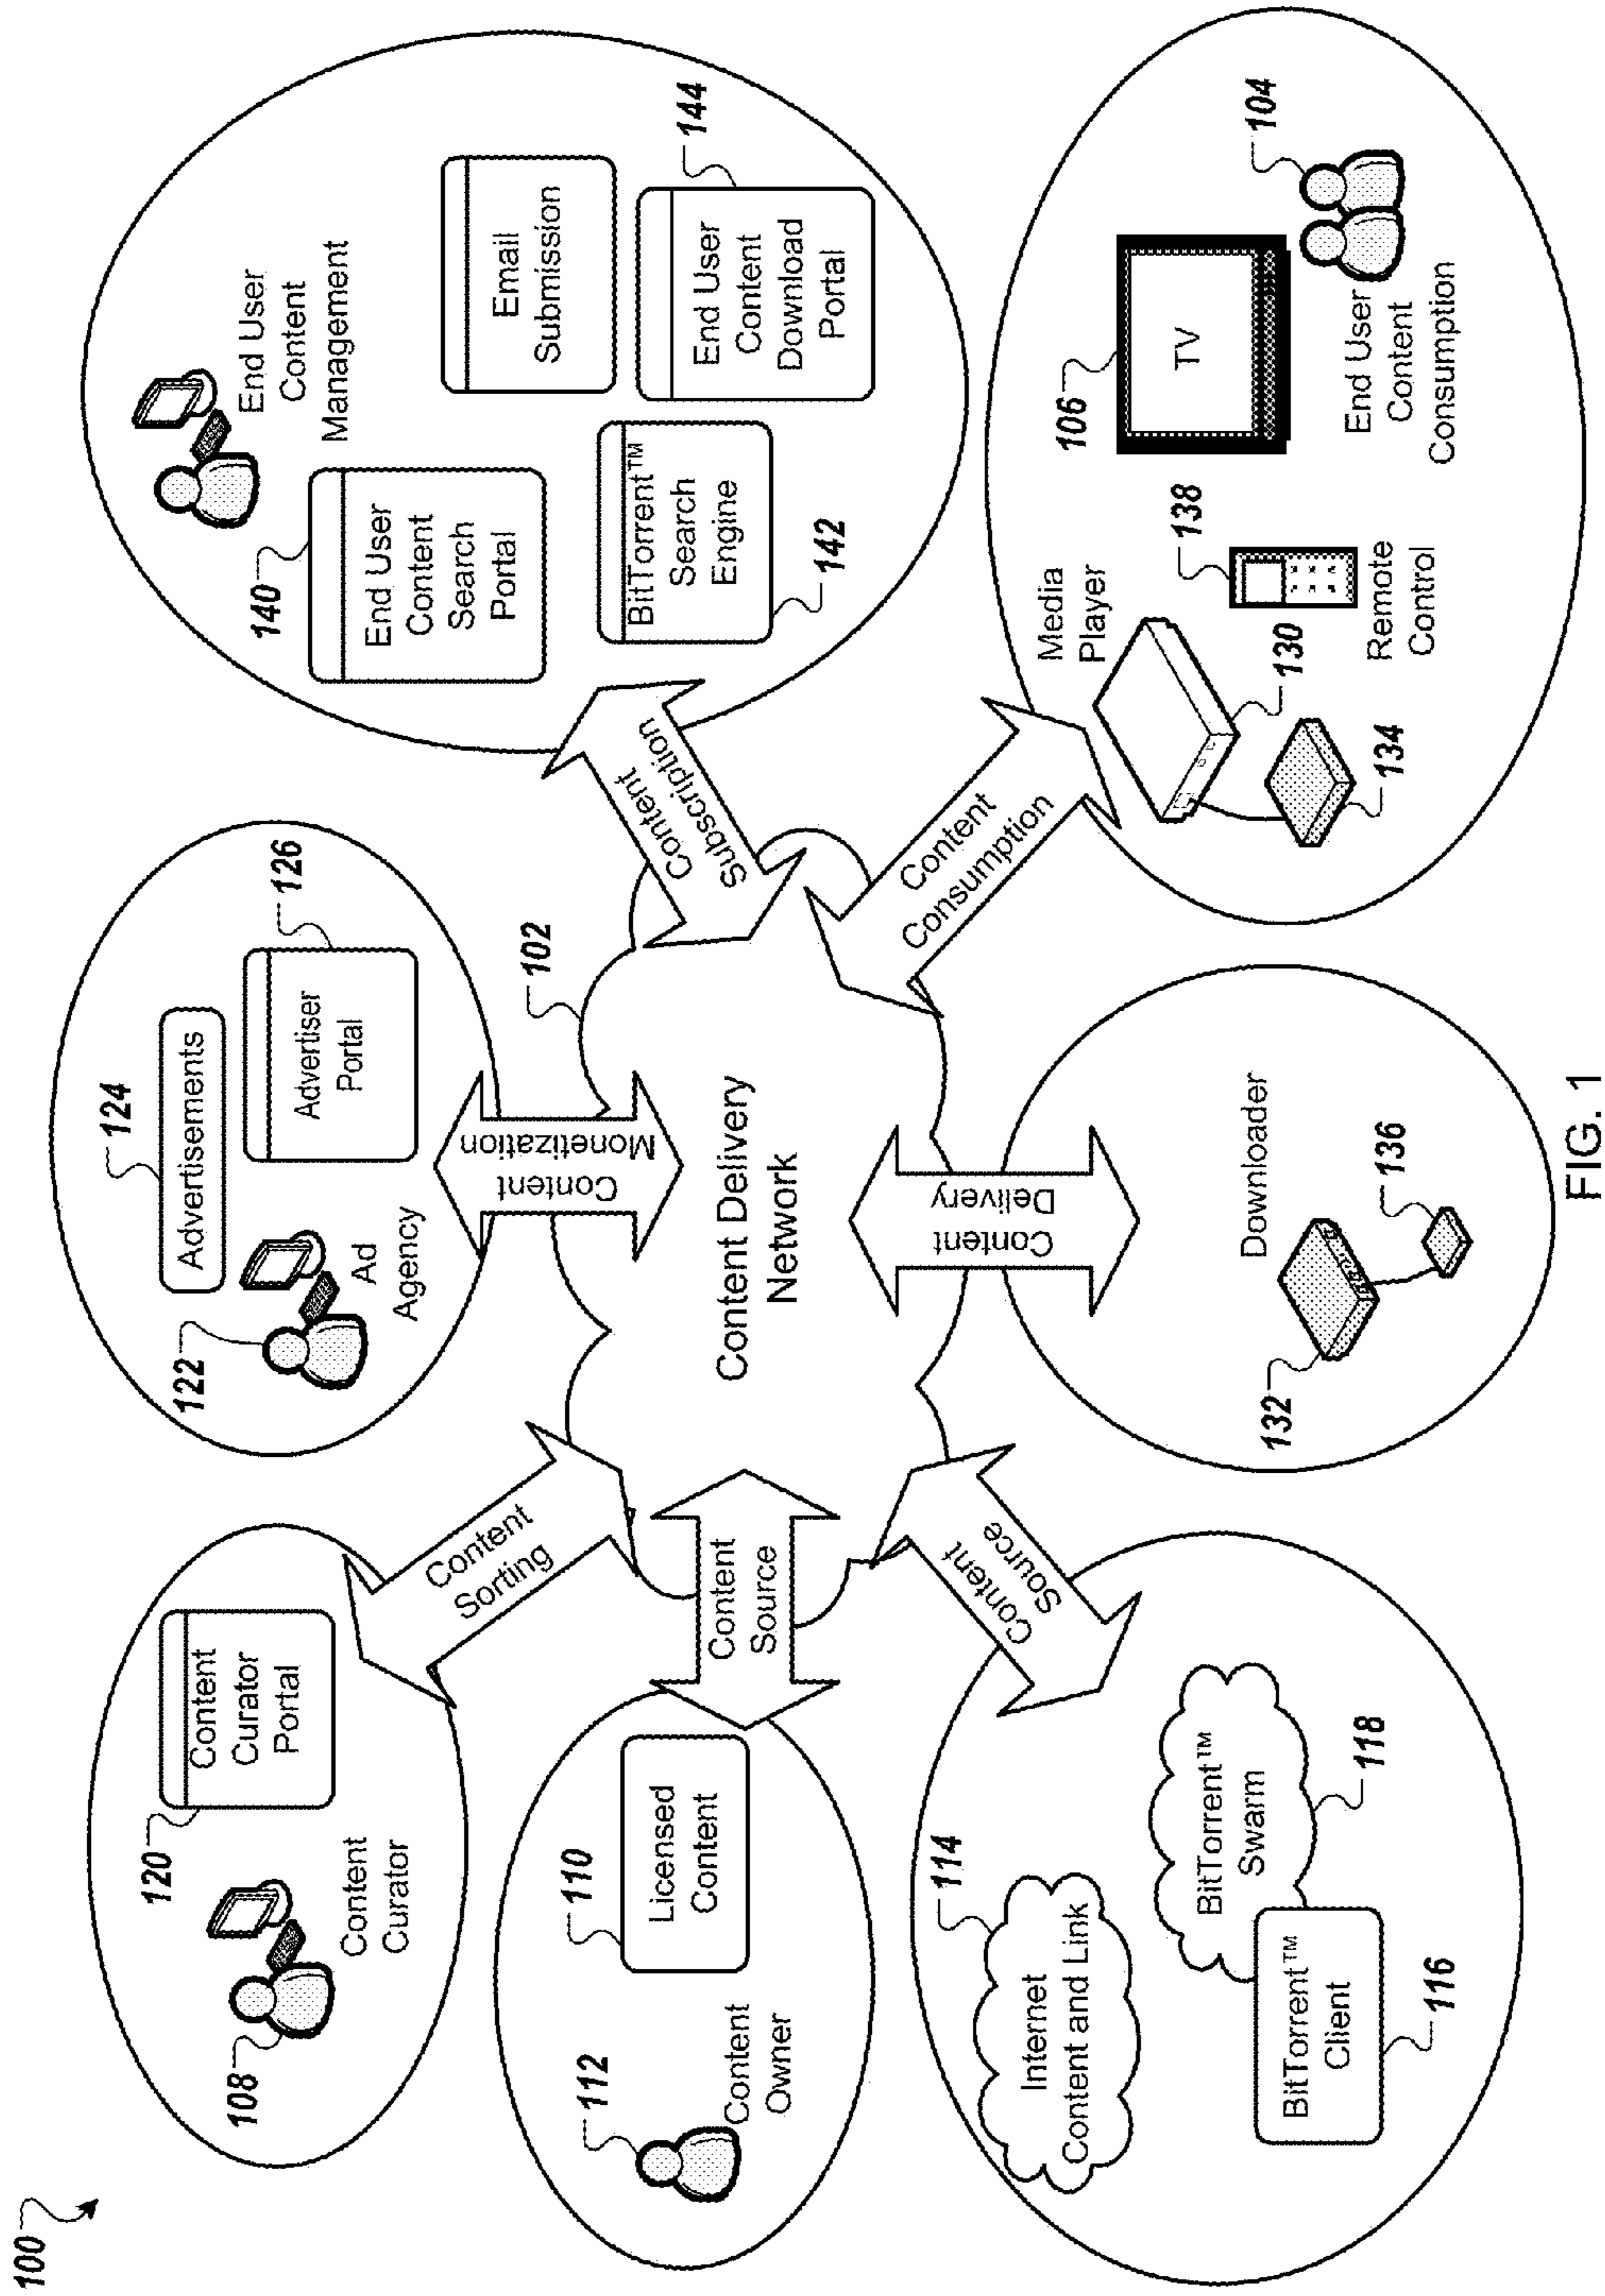 100
108
Content
Curator
120
Content
Curator
Portal
Content
Sorting
122
Ad
Agency
124
Advertisements
126
Advertiser
Portal
Content
Monetization
102
140
End User
Content
Search
Portal
End User
Content
Management
Email
Submission
BitTorrent™
Search
Engine
142
144
End User
Content
Download
Portal
Content
Subscription
112
Content
Owner
110
Licensed
Content
Content
Source
Content Delivery
Network
Content
Consumption
114
Internet
Content and Link
BitTorrent™
Swarm
118
BitTorrent™
Client
116
Content
Source
Content
Delivery
Downloader
132
136
Media
Player
130
134
138
Remote
Control
106
TV
104
End User
Content
Consumption
FIG. 1